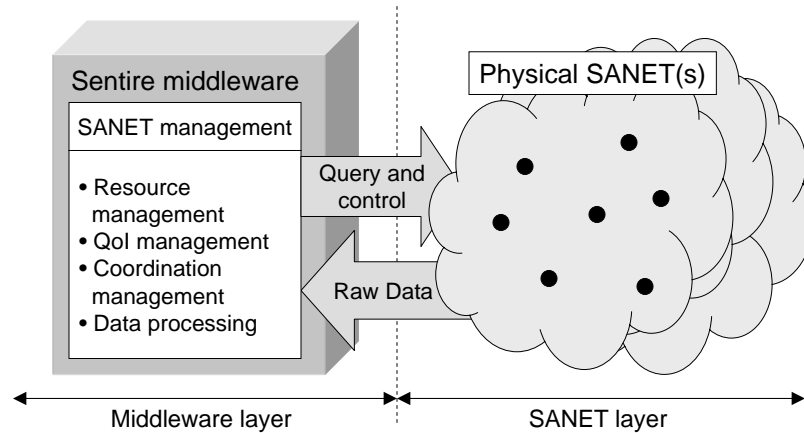 Sentire middleware
SANET management
• Resource
management
• QoI management
• Coordination
management
• Data processing
Query and
control
Raw Data
Physical SANET(s)
Middleware layer
SANET layer